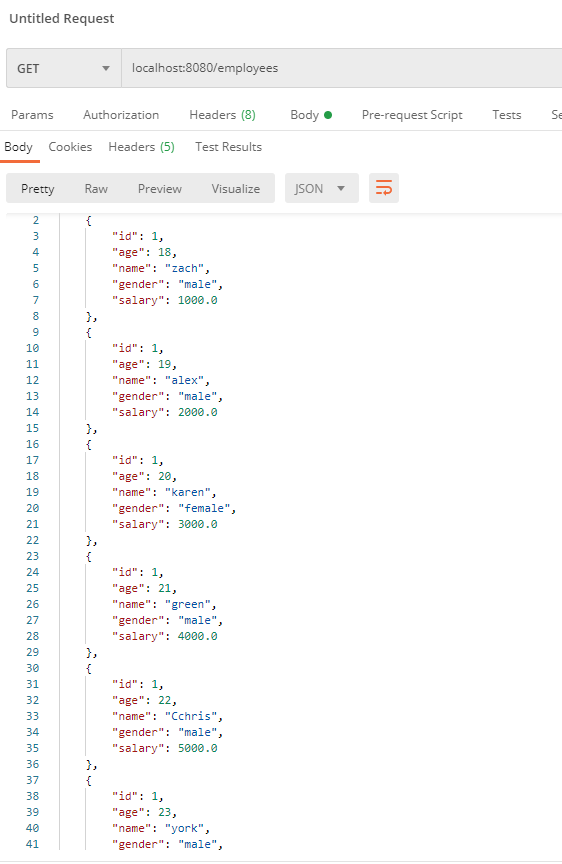 Untitled Request
GET localhost:8080/employees
Params Authorization Headers (8) Body Pre-request Script Tests Se
Body Cookies Headers (5) Test Results
Pretty Raw Preview Visualize JSON
2 {
3 "id": 1,
4 "age": 18,
5 "name": "zach",
6 "gender": "male",
7 "salary": 1000.0
8 },
9 {
10 "id": 1,
11 "age": 19,
12 "name": "alex",
13 "gender": "male",
14 "salary": 2000.0
15 },
16 {
17 "id": 1,
18 "age": 20,
19 "name": "karen",
20 "gender": "female",
21 "salary": 3000.0
22 },
23 {
24 "id": 1,
25 "age": 21,
26 "name": "green",
27 "gender": "male",
28 "salary": 4000.0
29 },
30 {
31 "id": 1,
32 "age": 22,
33 "name": "Cchris",
34 "gender": "male",
35 "salary": 5000.0
36 },
37 {
38 "id": 1,
39 "age": 23,
40 "name": "york",
41 "gender": "male",